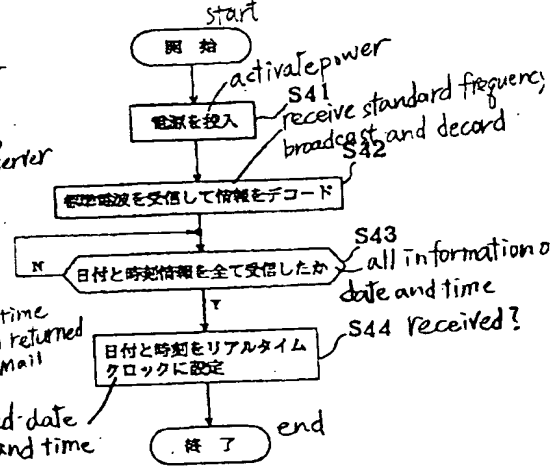 start
開始
activate power
S41
電源を投入
receive standard frequency
broadcast and decord
S42
erver
標準電波を受信して情報をデコード
S43
N
日付と時刻情報を全て受信したか
all information o
date and time
received?
time
returned
Mail
Y
S44
日付と時刻をリアルタイム
クロックに設定
d-date
and time
終了
end